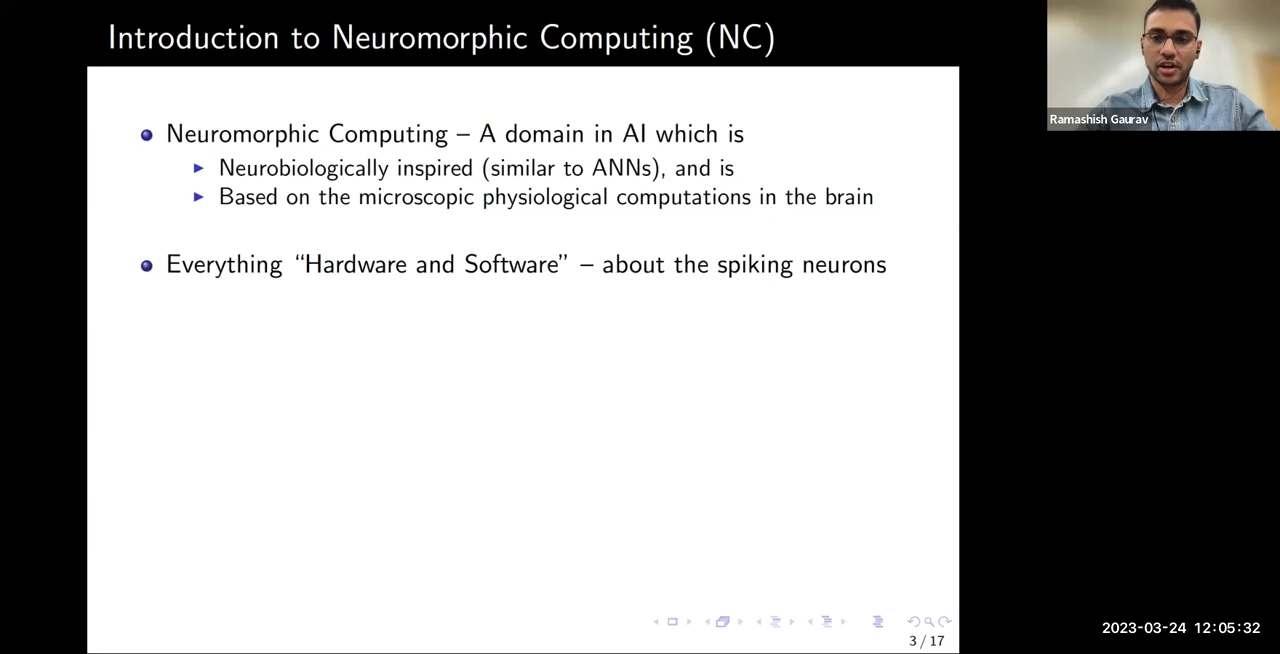 Introduction to Neuromorphic Computing (NC)
Neuromorphic Computing – A domain in AI which is
Neurobiologically inspired (similar to ANNs), and is
Based on the microscopic physiological computations in the brain
Everything “Hardware and Software” – about the spiking neurons
3 / 17
Ramashish Gaurav
2023-03-24 12:05:32